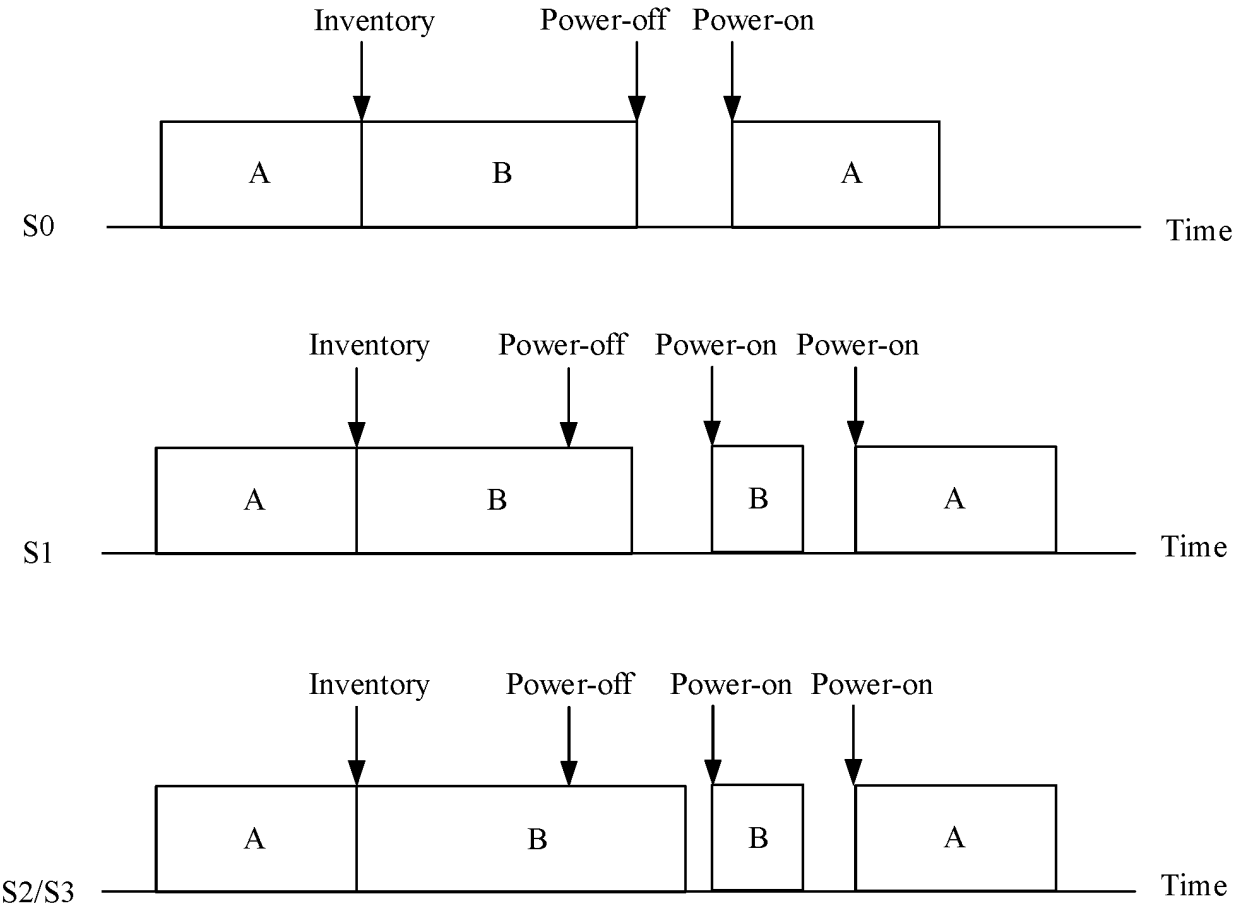 Inventory Power-off Power-on
A B A
S0 Time
Inventory Power-off Power-on Power-on
A B B A
S1 Time
Inventory Power-off Power-on Power-on
A B B A
S2/S3 Time